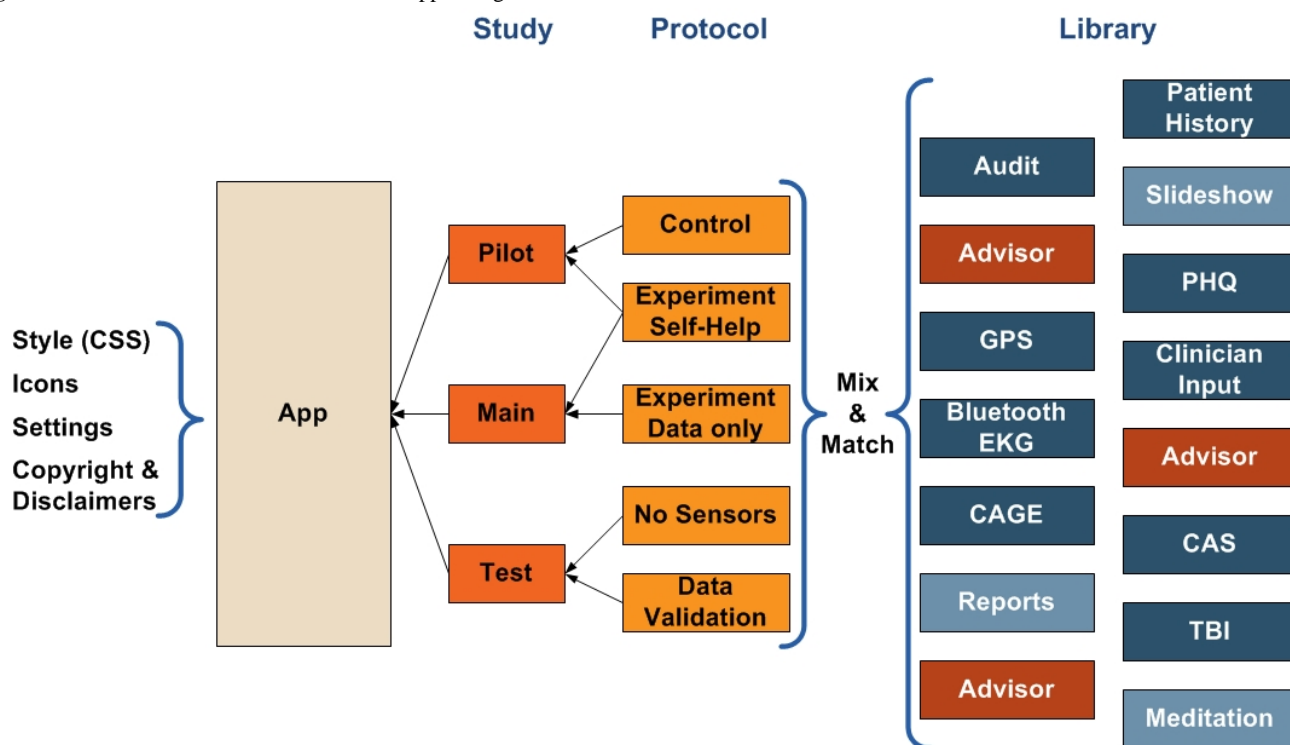 Study
Protocol
Library
Style (CSS)
Icons
Settings
Copyright &
Disclaimers
App
Pilot
Main
Test
Control
Experiment
Self-Help
Experiment
Data only
No Sensors
Data
Validation
Mix
&
Match
Audit
Advisor
GPS
Bluetooth
EKG
CAGE
Reports
Advisor
Patient
History
Slideshow
PHQ
Clinician
Input
Advisor
CAS
TBI
Meditation